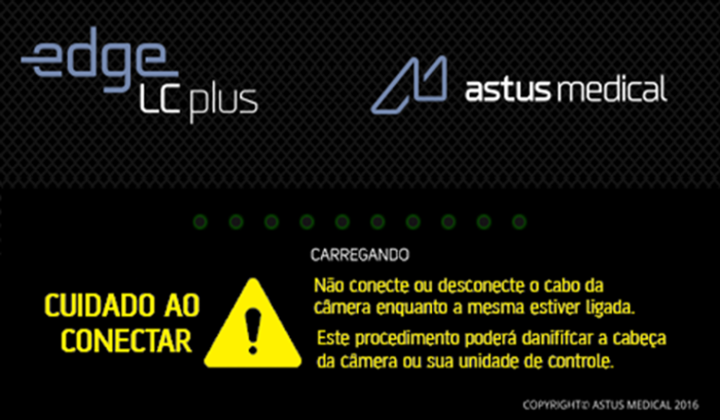 edge
LC plus
astus medical
CARREGANDO
CUIDADO AO
CONECTAR
Não conecte ou desconecte o cabo da
câmera enquanto a mesma estiver ligada.
Este procedimento poderá danififcar a cabeça
da câmera ou sua unidade de controle.
COPYRIGHT© ASTUS MEDICAL 2016